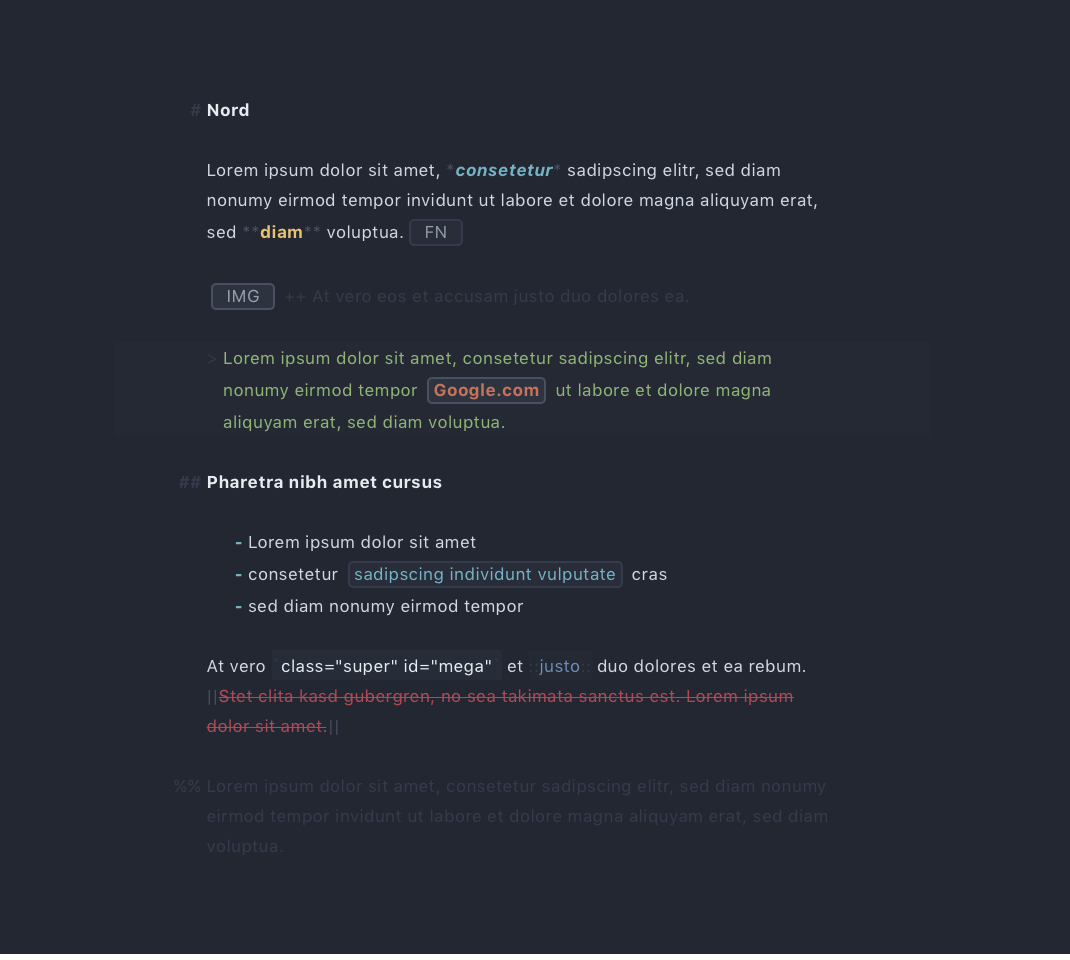 # Nord
Lorem ipsum dolor sit amet, *consetetur* sadipscing elitr, sed diam
nonumy eirmod tempor invidunt ut labore et dolore magna aliquyam erat,
sed **diam** voluptua. FN
IMG ++ At vero eos et accusam justo duo dolores ea.
> Lorem ipsum dolor sit amet, consetetur sadipscing elitr, sed diam
nonumy eirmod tempor Google.com ut labore et dolore magna
aliquyam erat, sed diam voluptua.
## Pharetra nibh amet cursus
- Lorem ipsum dolor sit amet
- consetetur sadipscing individunt vulputate cras
- sed diam nonumy eirmod tempor
At vero `class="super" id="mega"` et ::justo:: duo dolores et ea rebum.
||Stet clita kasd gubergren, no sea takimata sanctus est. Lorem ipsum
dolor sit amet.||
%% Lorem ipsum dolor sit amet, consetetur sadipscing elitr, sed diam nonumy
eirmod tempor invidunt ut labore et dolore magna aliquyam erat, sed diam
voluptua.